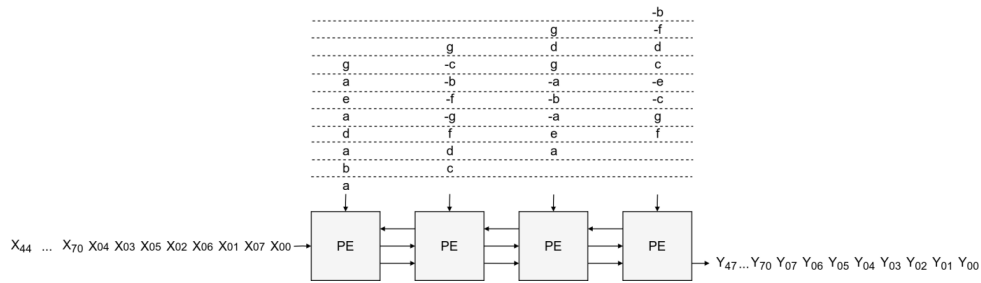 -b
g -f
g d d
g -c g c
a -b -a -e
e -f -b -c
a -g -a g
d f e f
a d a
b c
a
X44 ... X70 X04 X03 X05 X02 X06 X01 X07 X00 PE PE PE PE
Y47 ... Y70 Y07 Y06 Y05 Y04 Y03 Y02 Y01 Y00